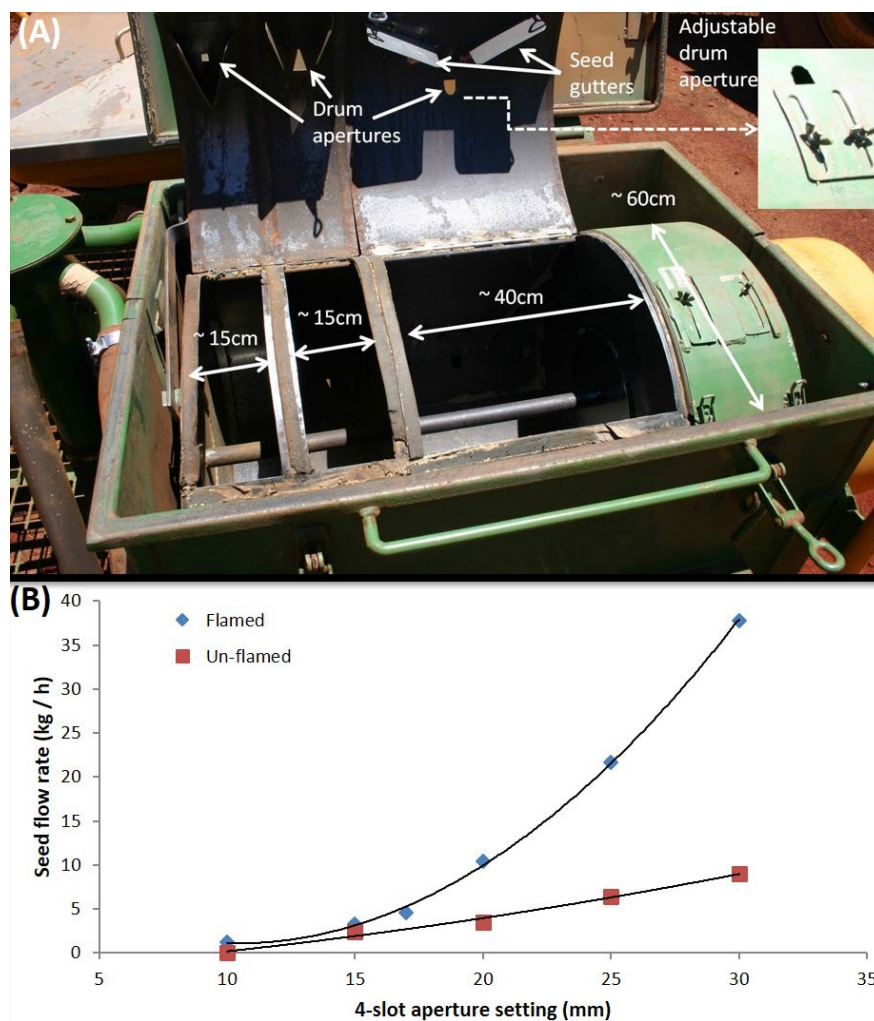 (A)
Drum
apertures
Seed
gutters
Adjustable
drum
aperture
~ 60cm
~ 15cm
~ 15cm
~ 40cm
(B)
Flamed
Un-flamed
Seed flow rate (kg / h)
40
35
30
25
20
15
10
5
0
5
10
15
20
25
30
35
4-slot aperture setting (mm)